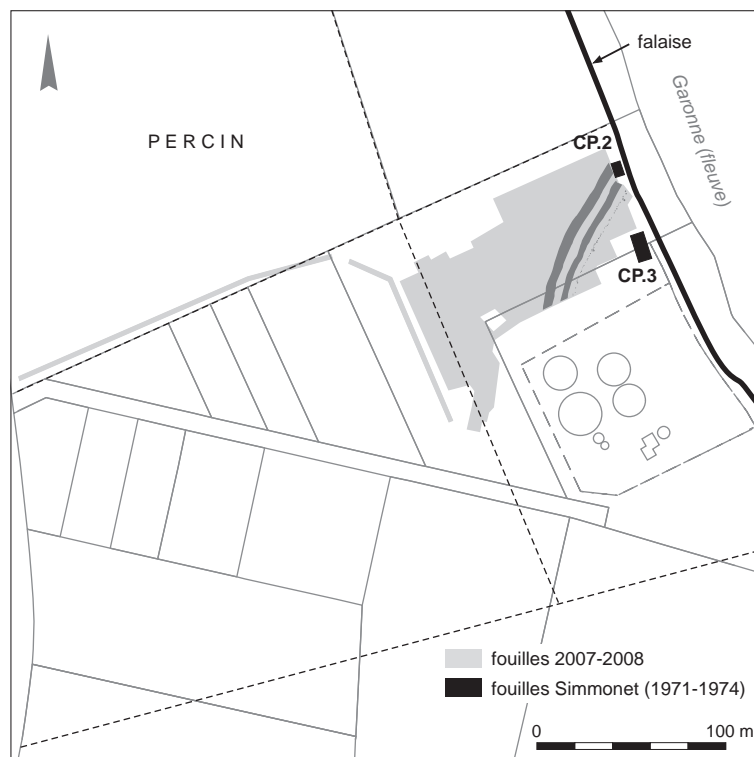 falaise
PERCIN
Garonne (fleuve)
CP.2
CP.3
fouilles 2007-2008
fouilles Simmonet (1971-1974)
0 100 m